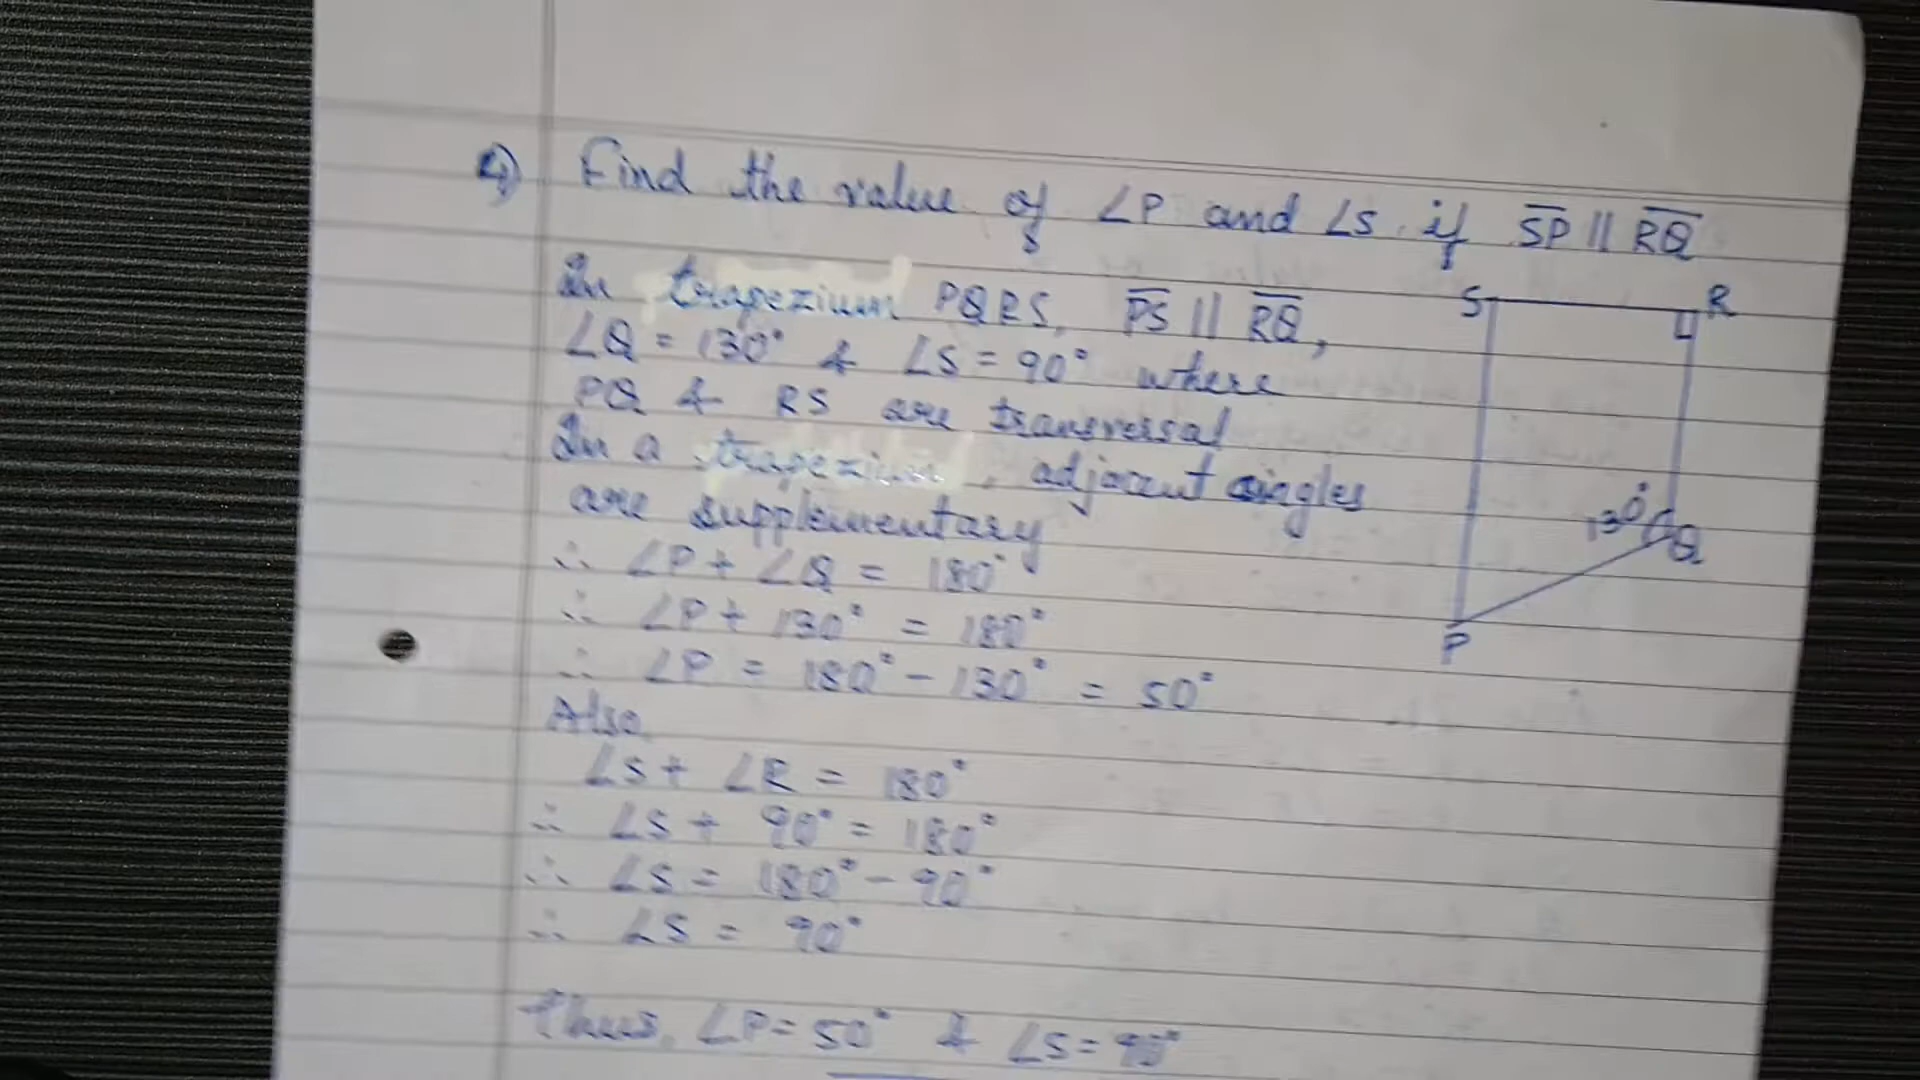 4) Find the value of ∠P and ∠S if SP || RQ
In trapezium PQRS, PS || RQ,
∠Q = 130° & ∠S = 90° where
PQ & RS are transversal
In a trapezium, adjacent angles
are supplementary
∴ ∠P + ∠Q = 180°
∴ ∠P + 130° = 180°
∴ ∠P = 180° - 130° = 50°
Also
∠S + ∠R = 180°
∴ ∠S + 90° = 180°
∴ ∠S = 180° - 90°
∴ ∠S = 90°
Thus, ∠P = 50° & ∠S = 90°
S R
130° Q
P